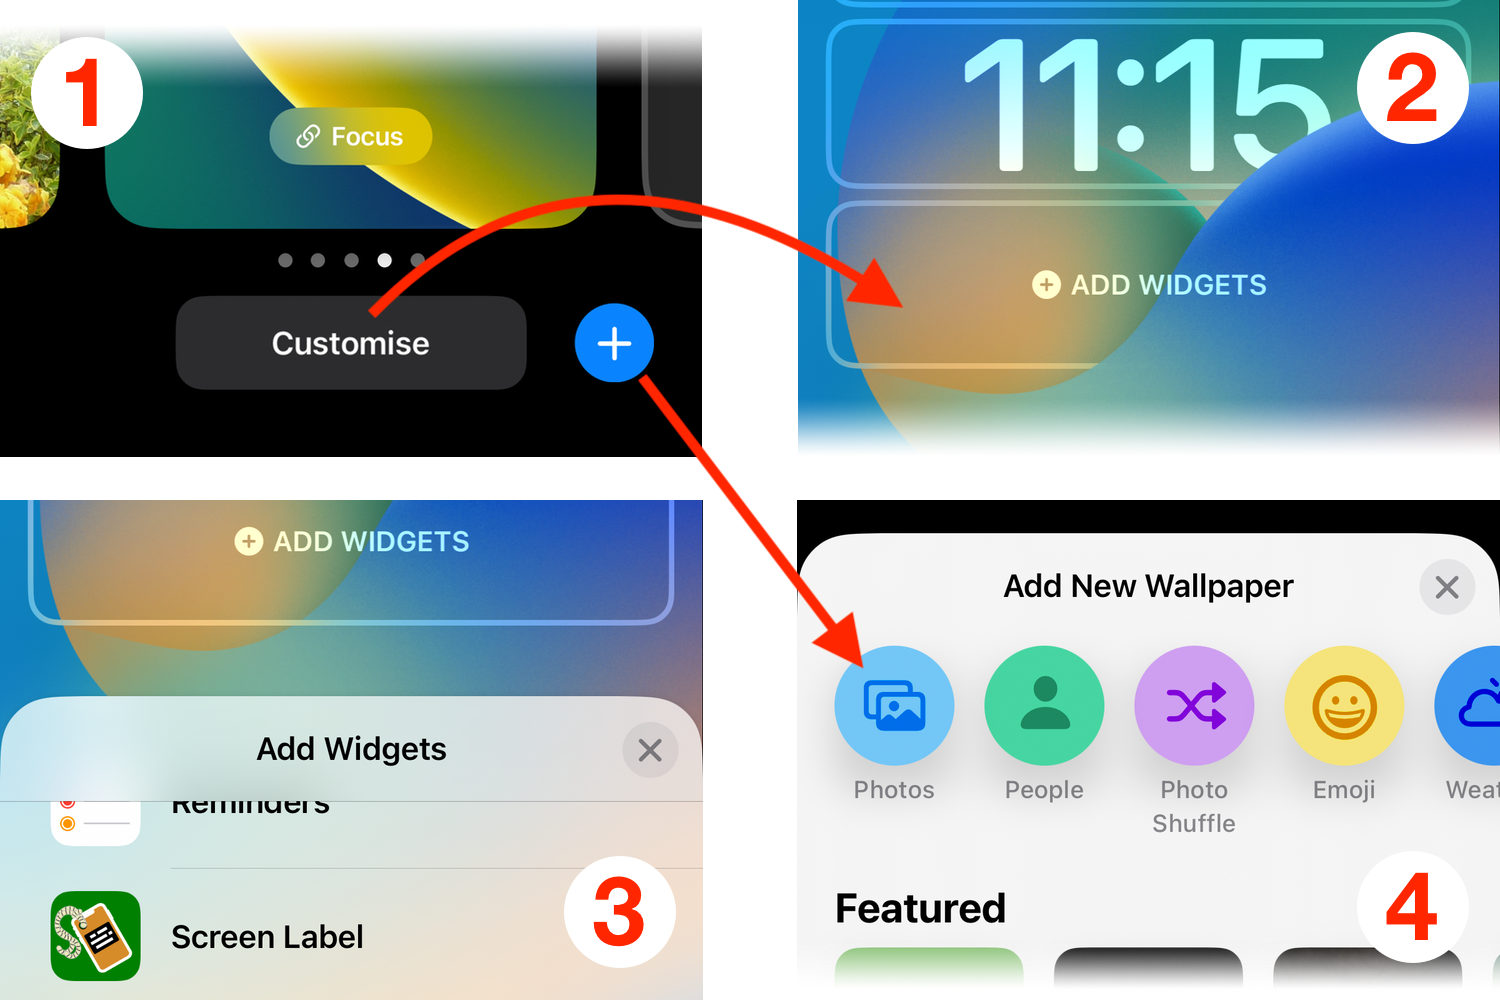 1
Focus
Customise
2
11:15
ADD WIDGETS
ADD WIDGETS
Add Widgets
Reminders
Screen Label
3
Add New Wallpaper
Photos
People
Photo
Shuffle
Emoji
Weat
Featured
4